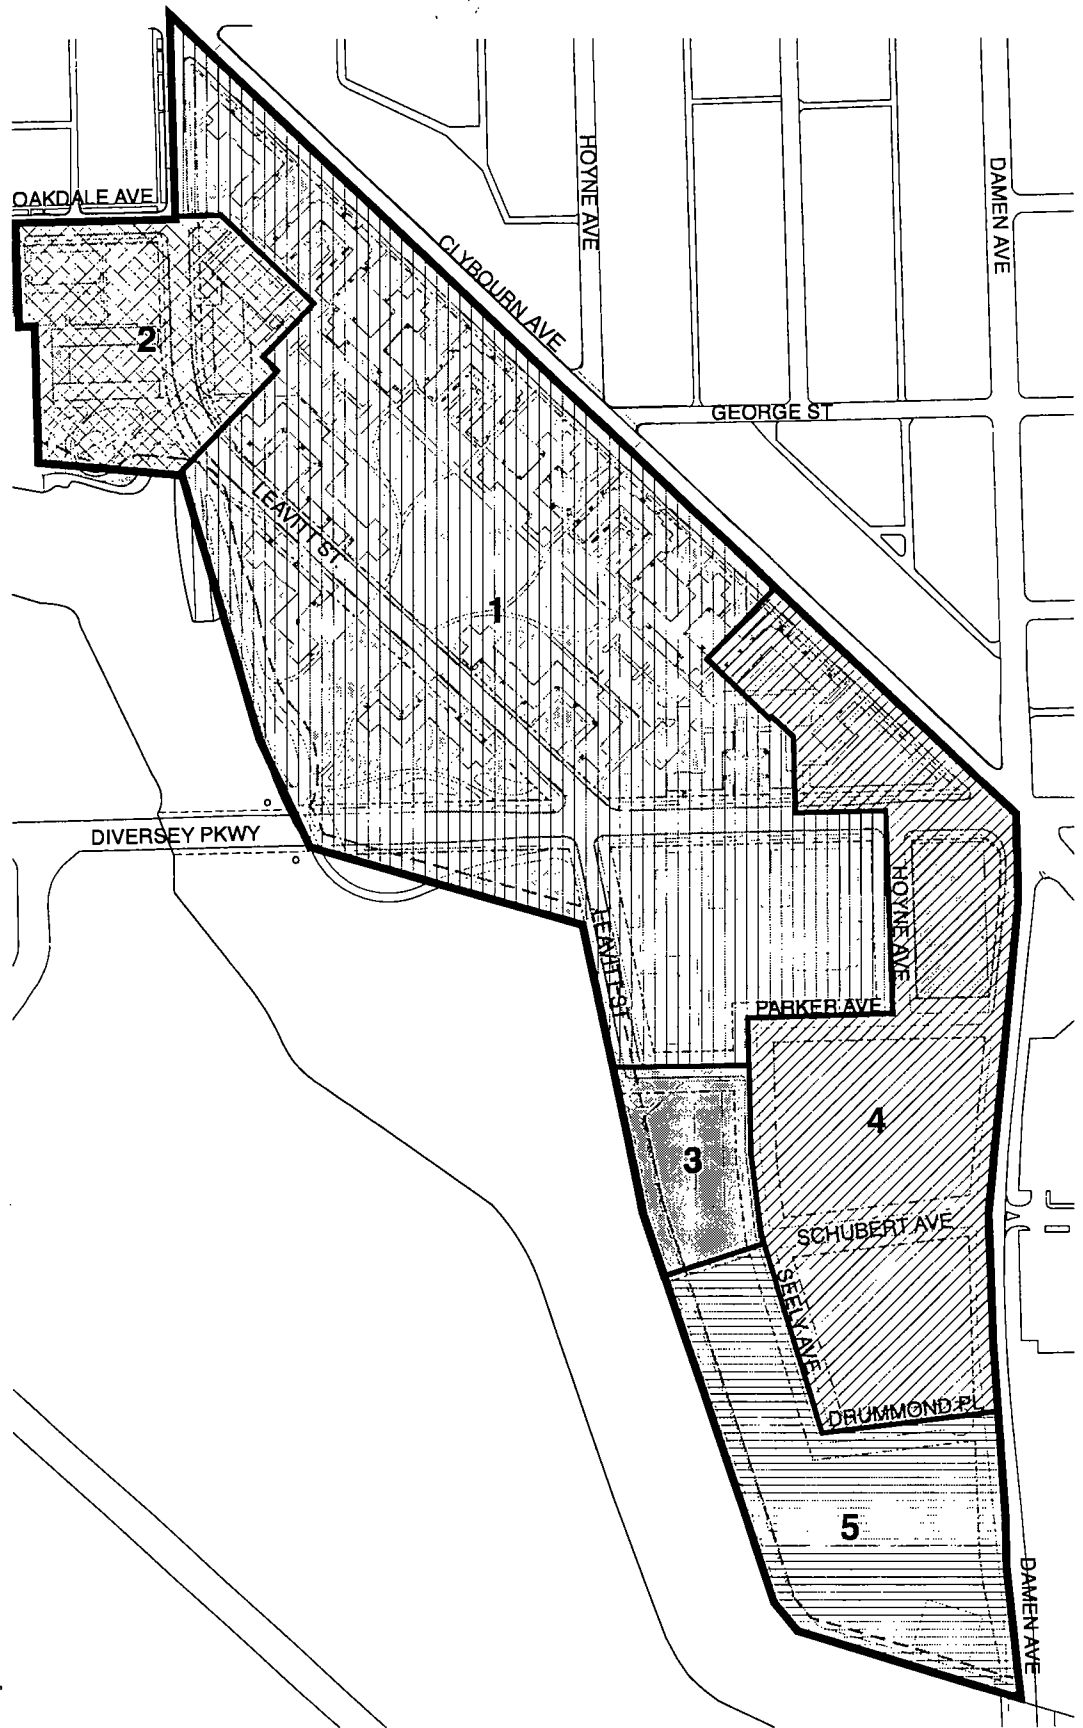 OAKDALE AVE
HOYNE AVE
DAMEN AVE
CLYBOURN AVE
2
GEORGE ST
LEAVITT ST
1
DIVERSEY PKWY
HOYNE AVE
LEAVITT ST
PARKER AVE
4
3
SCHUBERT AVE
SEELY AVE
DRUMMOND PL
5
DAMEN AVE